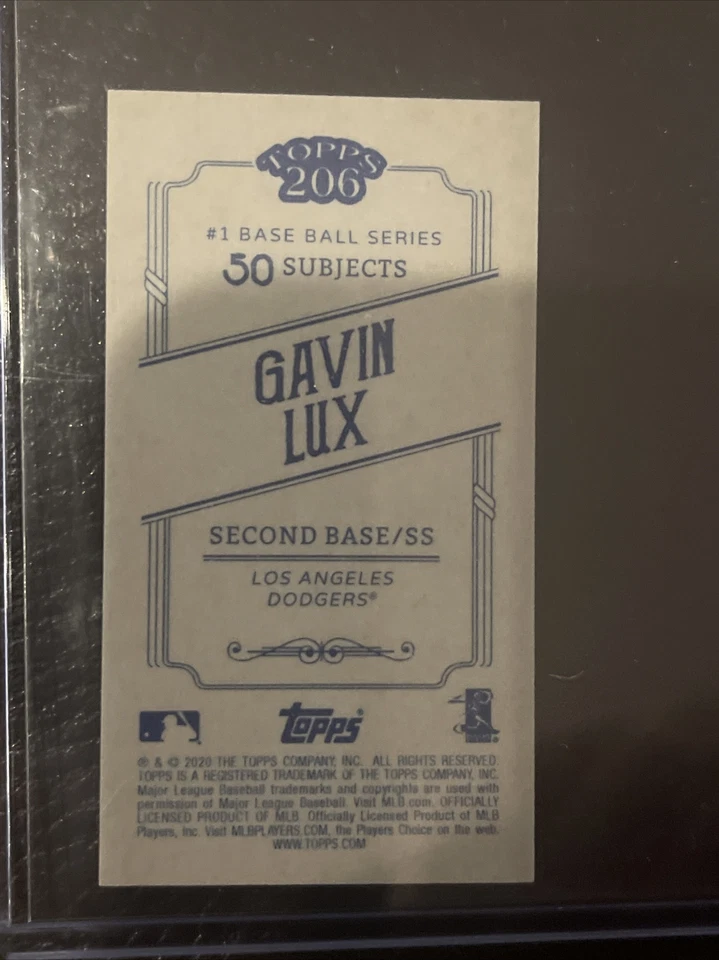 TOPPS
206
#1 BASE BALL SERIES
50 SUBJECTS
GAVIN
LUX
SECOND BASE/SS
LOS ANGELES
DODGERS®
topps®
® & © 2020 THE TOPPS COMPANY, INC. ALL RIGHTS RESERVED.
TOPPS IS A REGISTERED TRADEMARK OF THE TOPPS COMPANY, INC.
Major League Baseball trademarks and copyrights are used with
permission of Major League Baseball. Visit MLB.com. OFFICIALLY
LICENSED PRODUCT OF MLB. Officially Licensed Product of MLB
Players, Inc. Visit MLBPLAYERS.COM, the Players Choice on the web.
WWW.TOPPS.COM